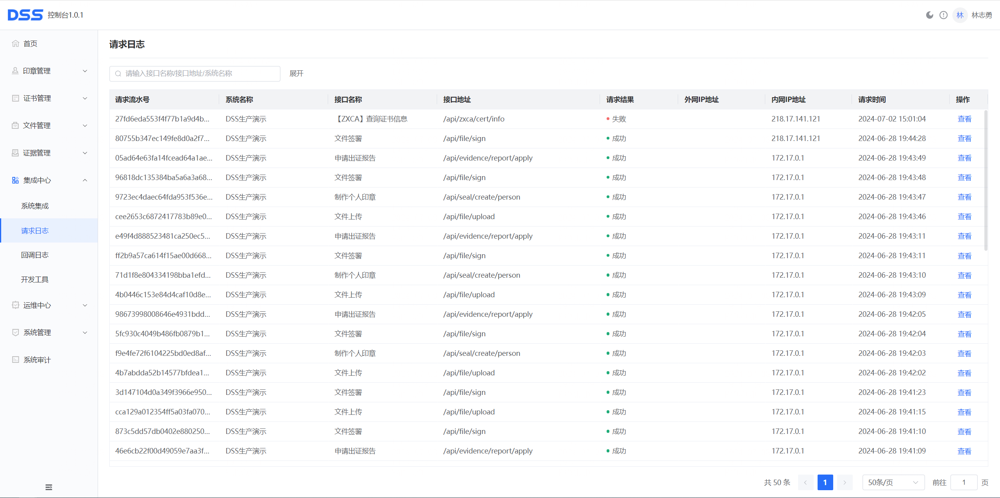 DSS 控制台1.0.1
林 林志勇
首页
印章管理
证书管理
文件管理
证据管理
集成中心
系统集成
请求日志
回调日志
开发工具
运维中心
系统管理
系统审计
请求日志
请输入接口名称/接口地址/系统名称 展开
请求流水号 系统名称 接口名称 接口地址 请求结果 外网IP地址 内网IP地址 请求时间 操作
27fd6eda553f4f77b1a9d4b... DSS生产演示 【ZXCA】查询证书信息 /api/zxca/cert/info 失败 218.17.141.121 2024-07-02 15:01:04 查看
80755b347ec149fe8d0a2f7... DSS生产演示 文件签署 /api/file/sign 成功 218.17.141.121 2024-06-28 19:44:28 查看
05ad64e63fa14fcead64a1ae... DSS生产演示 申请出证报告 /api/evidence/report/apply 成功 172.17.0.1 2024-06-28 19:43:49 查看
96818dc135384ba5a6a3a68... DSS生产演示 文件签署 /api/file/sign 成功 172.17.0.1 2024-06-28 19:43:48 查看
9723ec4daec64fda953f536e... DSS生产演示 制作个人印章 /api/seal/create/person 成功 172.17.0.1 2024-06-28 19:43:47 查看
cee2653c6872417783b89e0... DSS生产演示 文件上传 /api/file/upload 成功 172.17.0.1 2024-06-28 19:43:46 查看
e49f4d888523481ca250ec5... DSS生产演示 申请出证报告 /api/evidence/report/apply 成功 172.17.0.1 2024-06-28 19:43:11 查看
ff2b9a57ca614f15ae00d668... DSS生产演示 文件签署 /api/file/sign 成功 172.17.0.1 2024-06-28 19:43:11 查看
71d1f8e804334198bba1efd... DSS生产演示 制作个人印章 /api/seal/create/person 成功 172.17.0.1 2024-06-28 19:43:10 查看
4b0446c153e84d4caf10d8e... DSS生产演示 文件上传 /api/file/upload 成功 172.17.0.1 2024-06-28 19:43:09 查看
98673998008646e4931bdd... DSS生产演示 申请出证报告 /api/evidence/report/apply 成功 172.17.0.1 2024-06-28 19:42:05 查看
5fc930c4049b486fb0879b1... DSS生产演示 文件签署 /api/file/sign 成功 172.17.0.1 2024-06-28 19:42:04 查看
f9e4fe72f6104225bd0ed8af... DSS生产演示 制作个人印章 /api/seal/create/person 成功 172.17.0.1 2024-06-28 19:42:03 查看
4b7abdda52b14577bfdea1... DSS生产演示 文件上传 /api/file/upload 成功 172.17.0.1 2024-06-28 19:42:02 查看
3d147104d0a349f3966e950... DSS生产演示 文件签署 /api/file/sign 成功 172.17.0.1 2024-06-28 19:41:23 查看
cca129a012354ff5a03fa070... DSS生产演示 文件上传 /api/file/upload 成功 172.17.0.1 2024-06-28 19:41:15 查看
873c5dd57db0402e880250... DSS生产演示 文件签署 /api/file/sign 成功 172.17.0.1 2024-06-28 19:41:10 查看
46e6cb22f00d49059e7aa3f... DSS生产演示 申请出证报告 /api/evidence/report/apply 成功 172.17.0.1 2024-06-28 19:41:09 查看
共 50 条 1 50条/页 前往 1 页